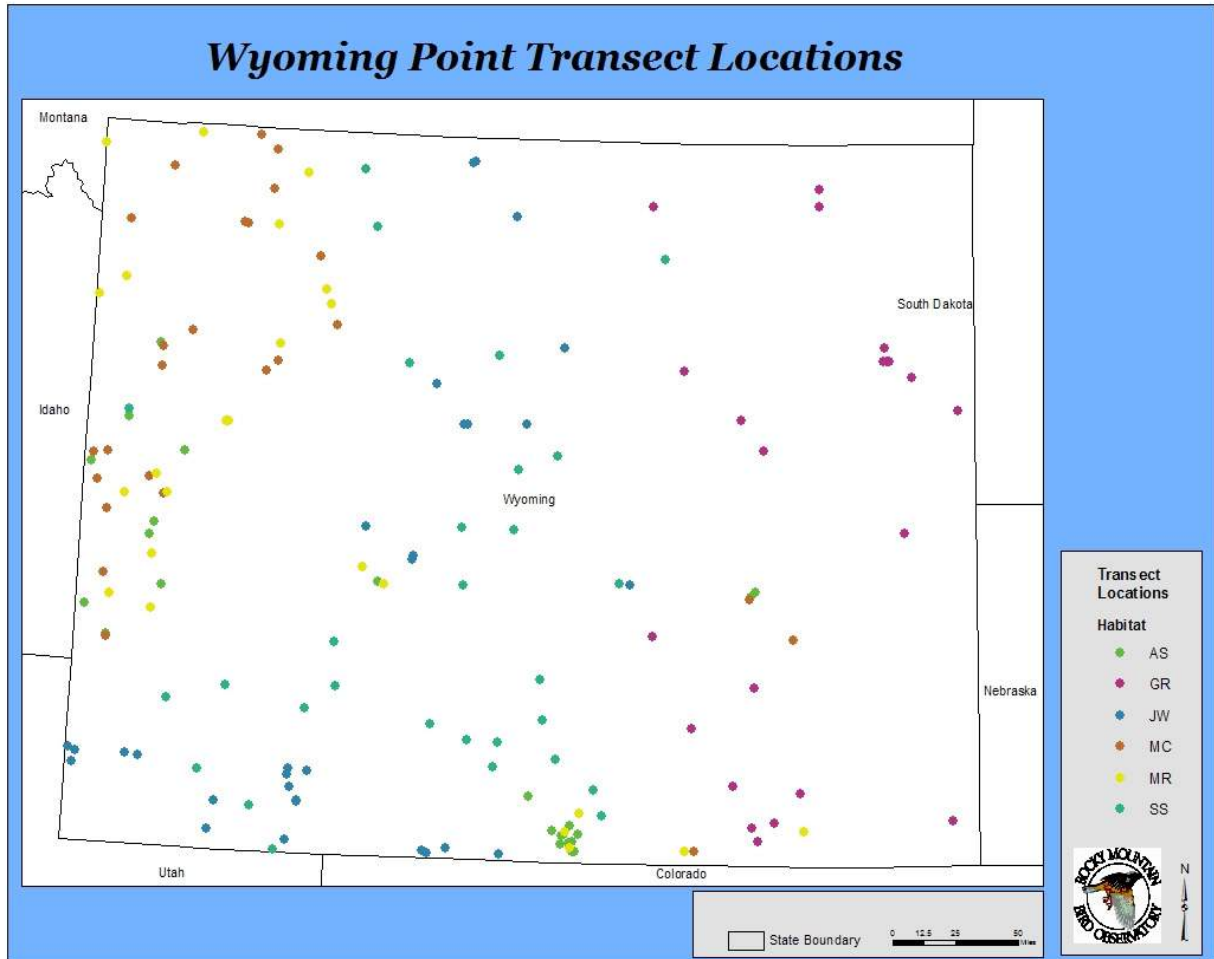 Wyoming Point Transect Locations
Montana
South Dakota
Idaho
Wyoming
Nebraska
Utah
Colorado
Transect
Locations
Habitat
AS
GR
JW
MC
MR
SS
ROCKY MOUNTAIN
BIRD OBSERVATORY
N
State Boundary
0 12.5 25 50
Miles